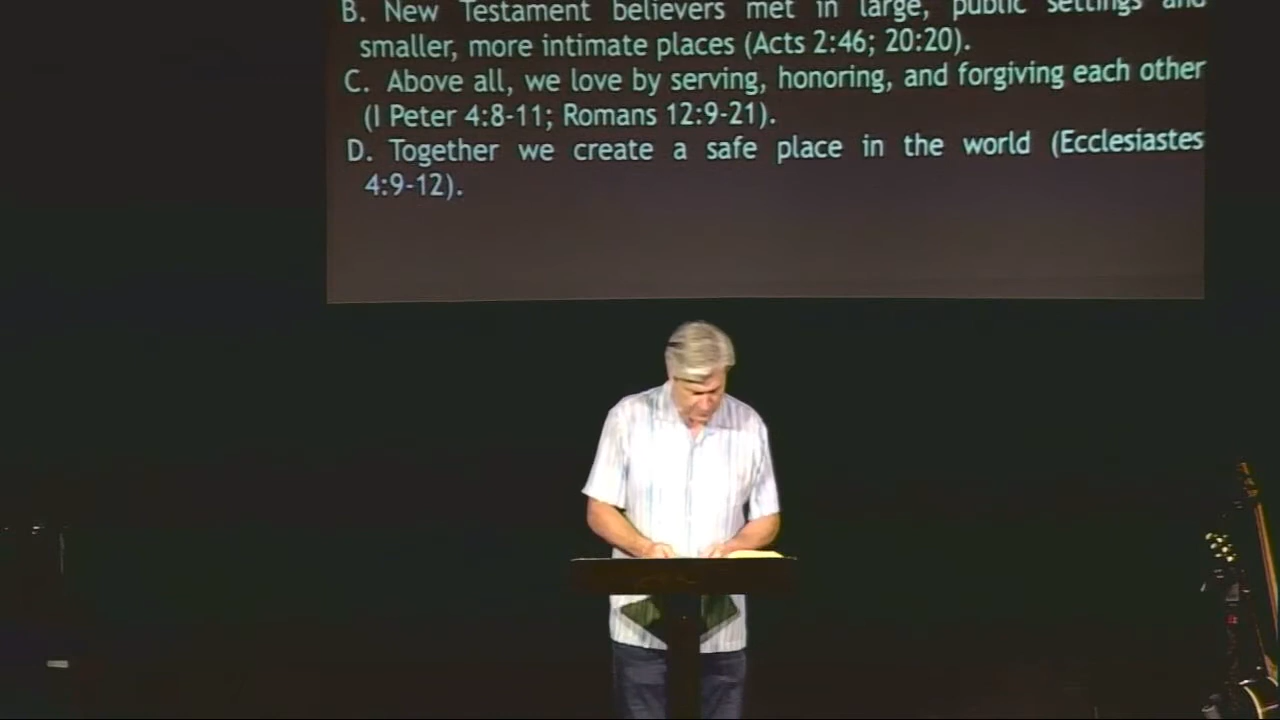 B. New Testament believers met in large, public settings and
smaller, more intimate places (Acts 2:46; 20:20).
C. Above all, we love by serving, honoring, and forgiving each other
(I Peter 4:8-11; Romans 12:9-21).
D. Together we create a safe place in the world (Ecclesiastes
4:9-12).